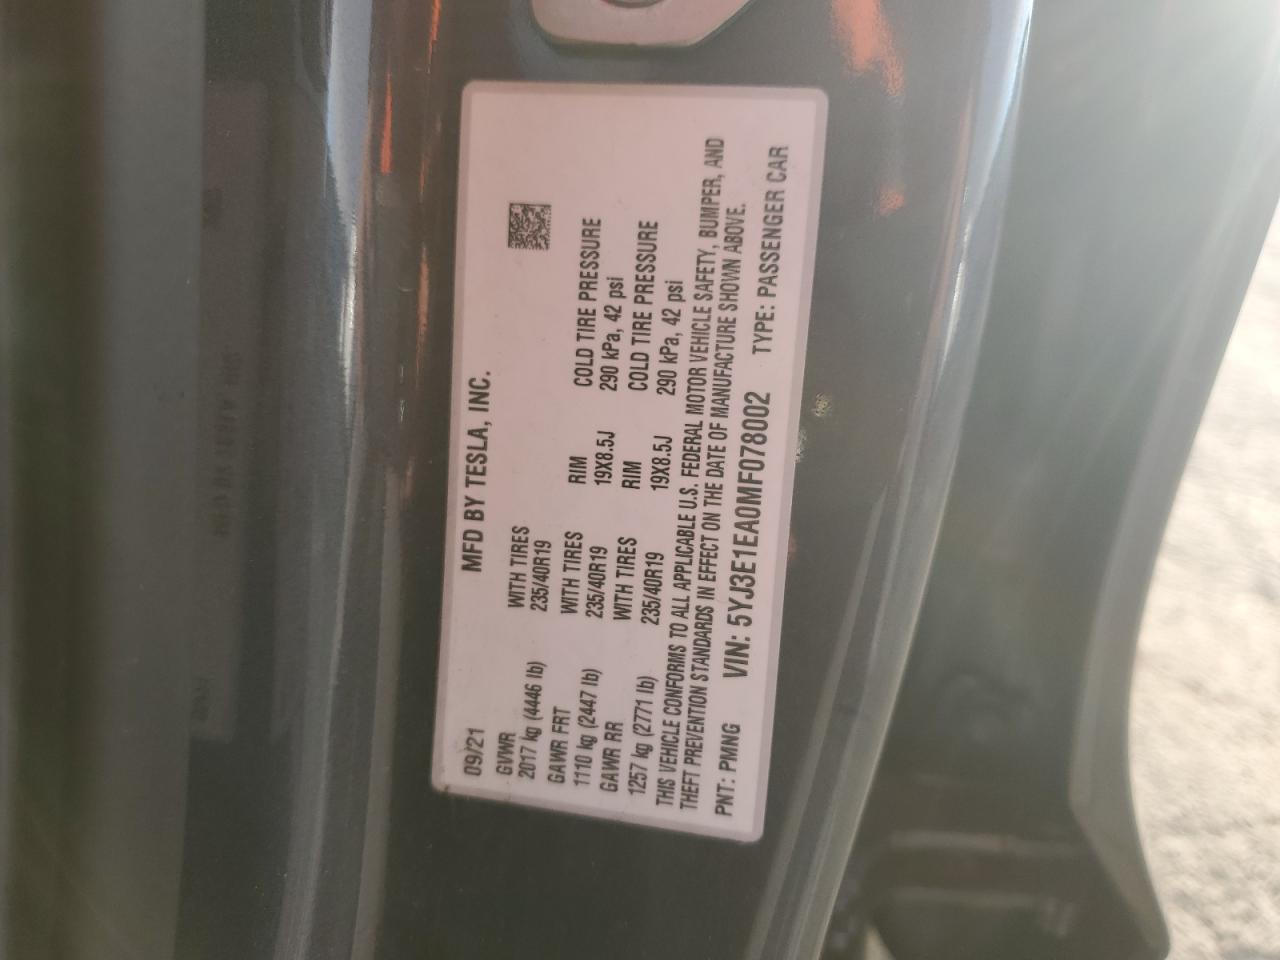 MFD BY TESLA, INC.
09/21
GVWR WITH TIRES
2017 kg (4446 lb) 235/40R19
GAWR FRT WITH TIRES RIM COLD TIRE PRESSURE
1110 kg (2447 lb) 235/40R19 19X8.5J 290 kPa, 42 psi
GAWR RR WITH TIRES RIM COLD TIRE PRESSURE
1257 kg (2771 lb) 235/40R19 19X8.5J 290 kPa, 42 psi
THIS VEHICLE CONFORMS TO ALL APPLICABLE U.S. FEDERAL MOTOR VEHICLE SAFETY, BUMPER, AND
THEFT PREVENTION STANDARDS IN EFFECT ON THE DATE OF MANUFACTURE SHOWN ABOVE.
PNT: PMNG VIN: 5YJ3E1EA0MF078002 TYPE: PASSENGER CAR